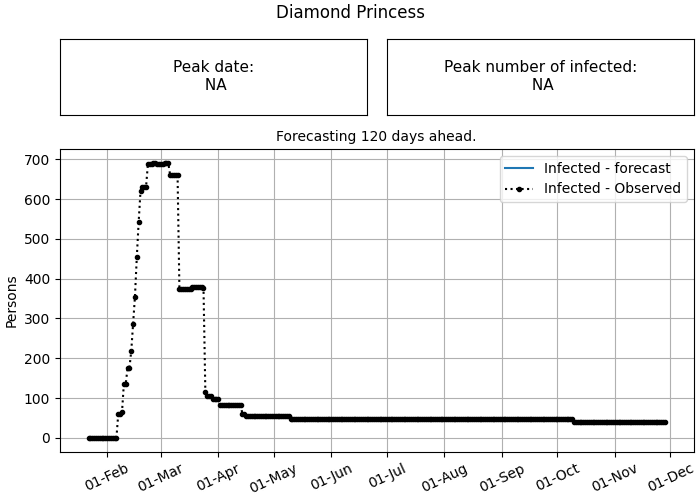 Diamond Princess
Peak date:
NA
Peak number of infected:
NA
Forecasting 120 days ahead.
Infected - forecast
Infected - Observed
Persons
700
600
500
400
300
200
100
0
01-Feb
01-Mar
01-Apr
01-May
01-Jun
01-Jul
01-Aug
01-Sep
01-Oct
01-Nov
01-Dec